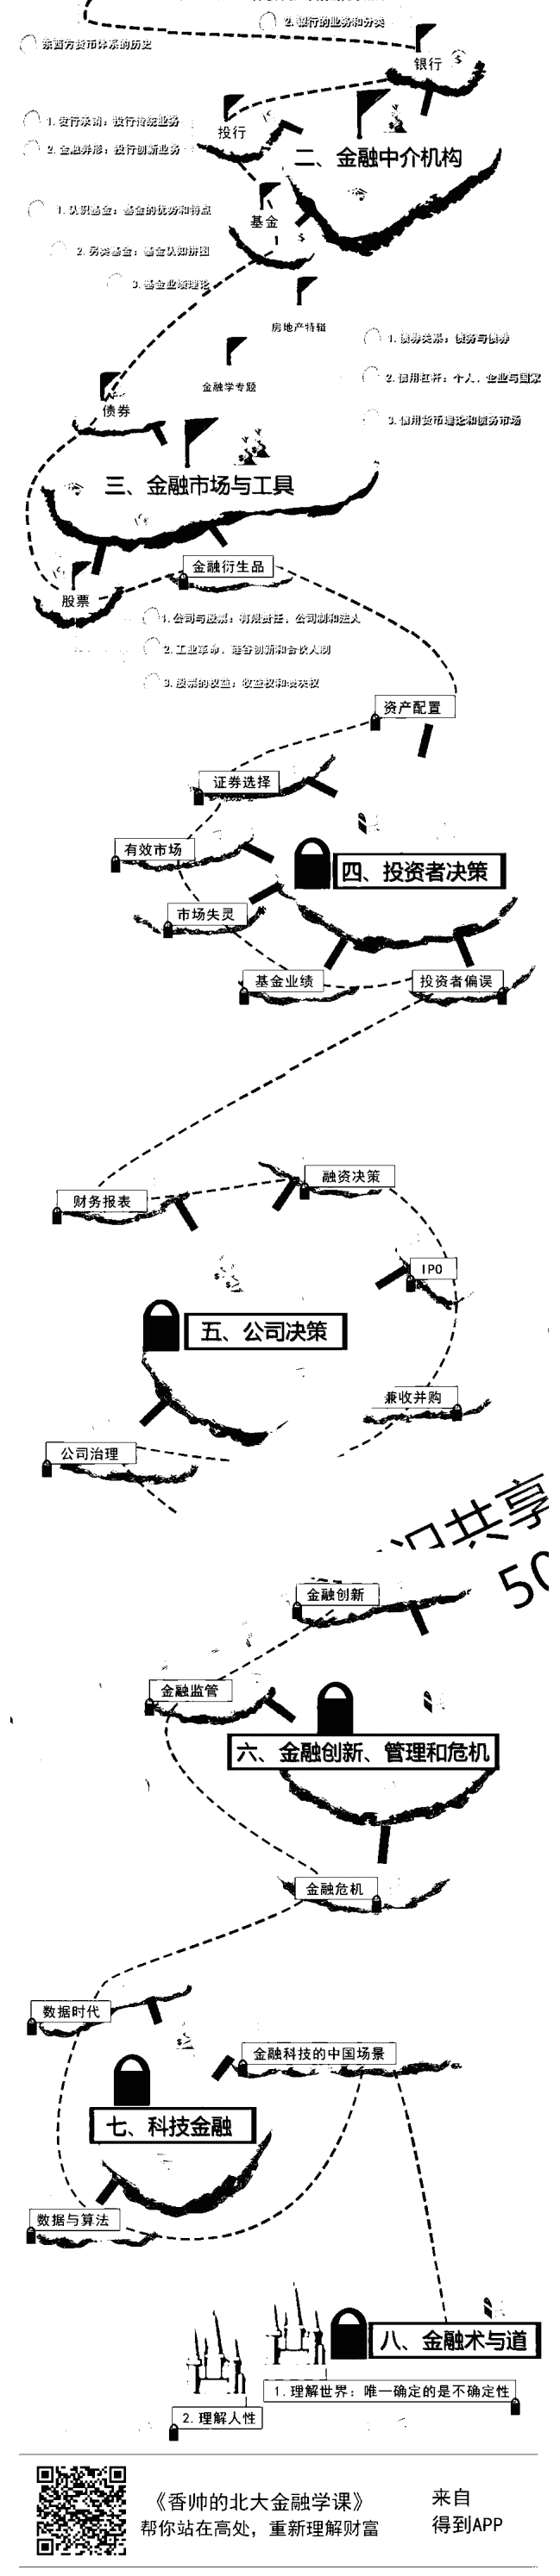 2. 银行的业务和分类
东西方货币体系的历史
银行
1. 发行承销：投行传统业务
投行
2. 金融异形：投行创新业务
二、金融中介机构
1. 认识基金：基金的优势和特点
基金
2. 另类基金：基金认知拼图
3. 基金业绩理论
房地产特辑
1. 债券关系：债务与债券
金融学专题
2. 信用杠杆：个人、企业与国家
债券
3. 信用货币理论和债务市场
三、金融市场与工具
金融衍生品
股票
1. 公司与股票：有限责任、公司制和法人
2. 工业革命、硅谷创新和合伙人制
3. 股票的权益：收益权和表决权
资产配置
证券选择
有效市场
四、投资者决策
市场失灵
基金业绩
投资者偏误
融资决策
财务报表
IPO
五、公司决策
兼收并购
公司治理
识共享
50
金融创新
金融监管
六、金融创新、管理和危机
金融危机
数据时代
金融科技的中国场景
七、科技金融
数据与算法
八、金融术与道
1. 理解世界：唯一确定的是不确定性
2. 理解人性
《香帅的北大金融学课》
帮你站在高处，重新理解财富
来自
得到APP